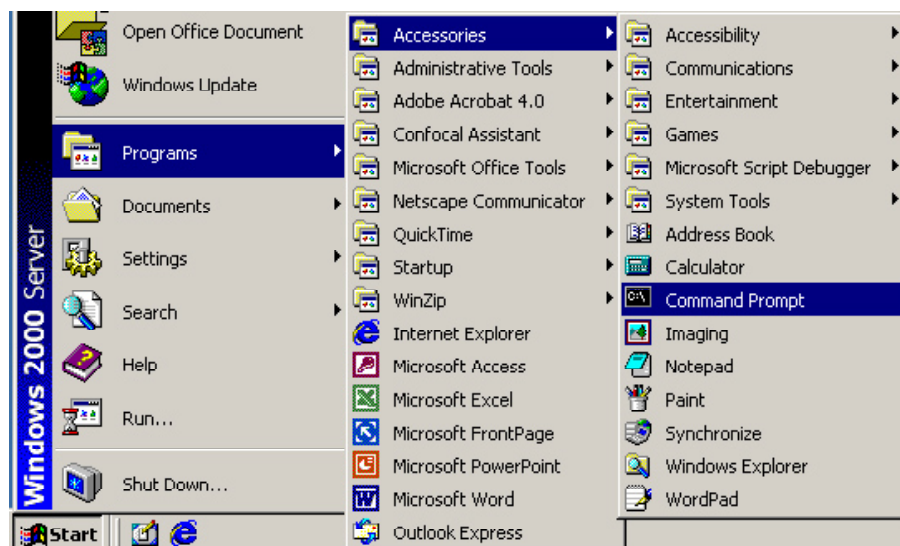 Open Office Document
Windows Update
Programs
Documents
Settings
Search
Help
Run...
Shut Down...
Windows 2000 Server
Start
Accessories
Administrative Tools
Adobe Acrobat 4.0
Confocal Assistant
Microsoft Office Tools
Netscape Communicator
QuickTime
Startup
WinZip
Internet Explorer
Microsoft Access
Microsoft Excel
Microsoft FrontPage
Microsoft PowerPoint
Microsoft Word
Outlook Express
Accessibility
Communications
Entertainment
Games
Microsoft Script Debugger
System Tools
Address Book
Calculator
C:\
Command Prompt
Imaging
Notepad
Paint
Synchronize
Windows Explorer
WordPad